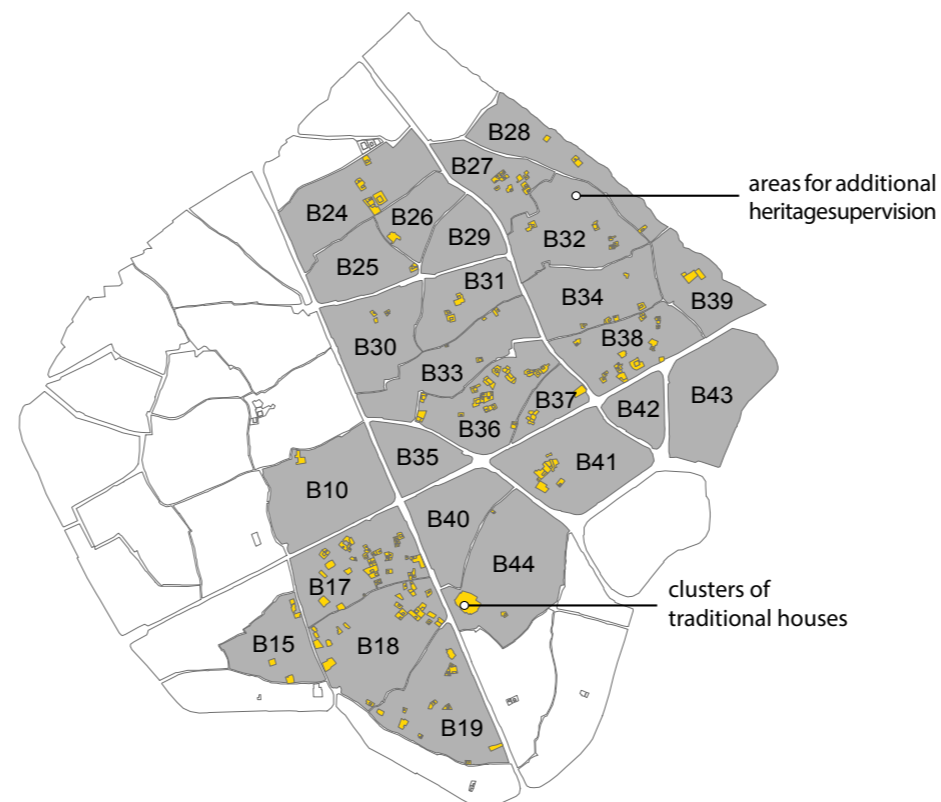 B28
B27
areas for additional
heritagesupervision
B24
B26
B32
B29
B25
B31
B34
B39
B30
B38
B33
B37
B43
B42
B36
B35
B41
B10
B40
B44
B17
clusters of
traditional houses
B15
B18
B19